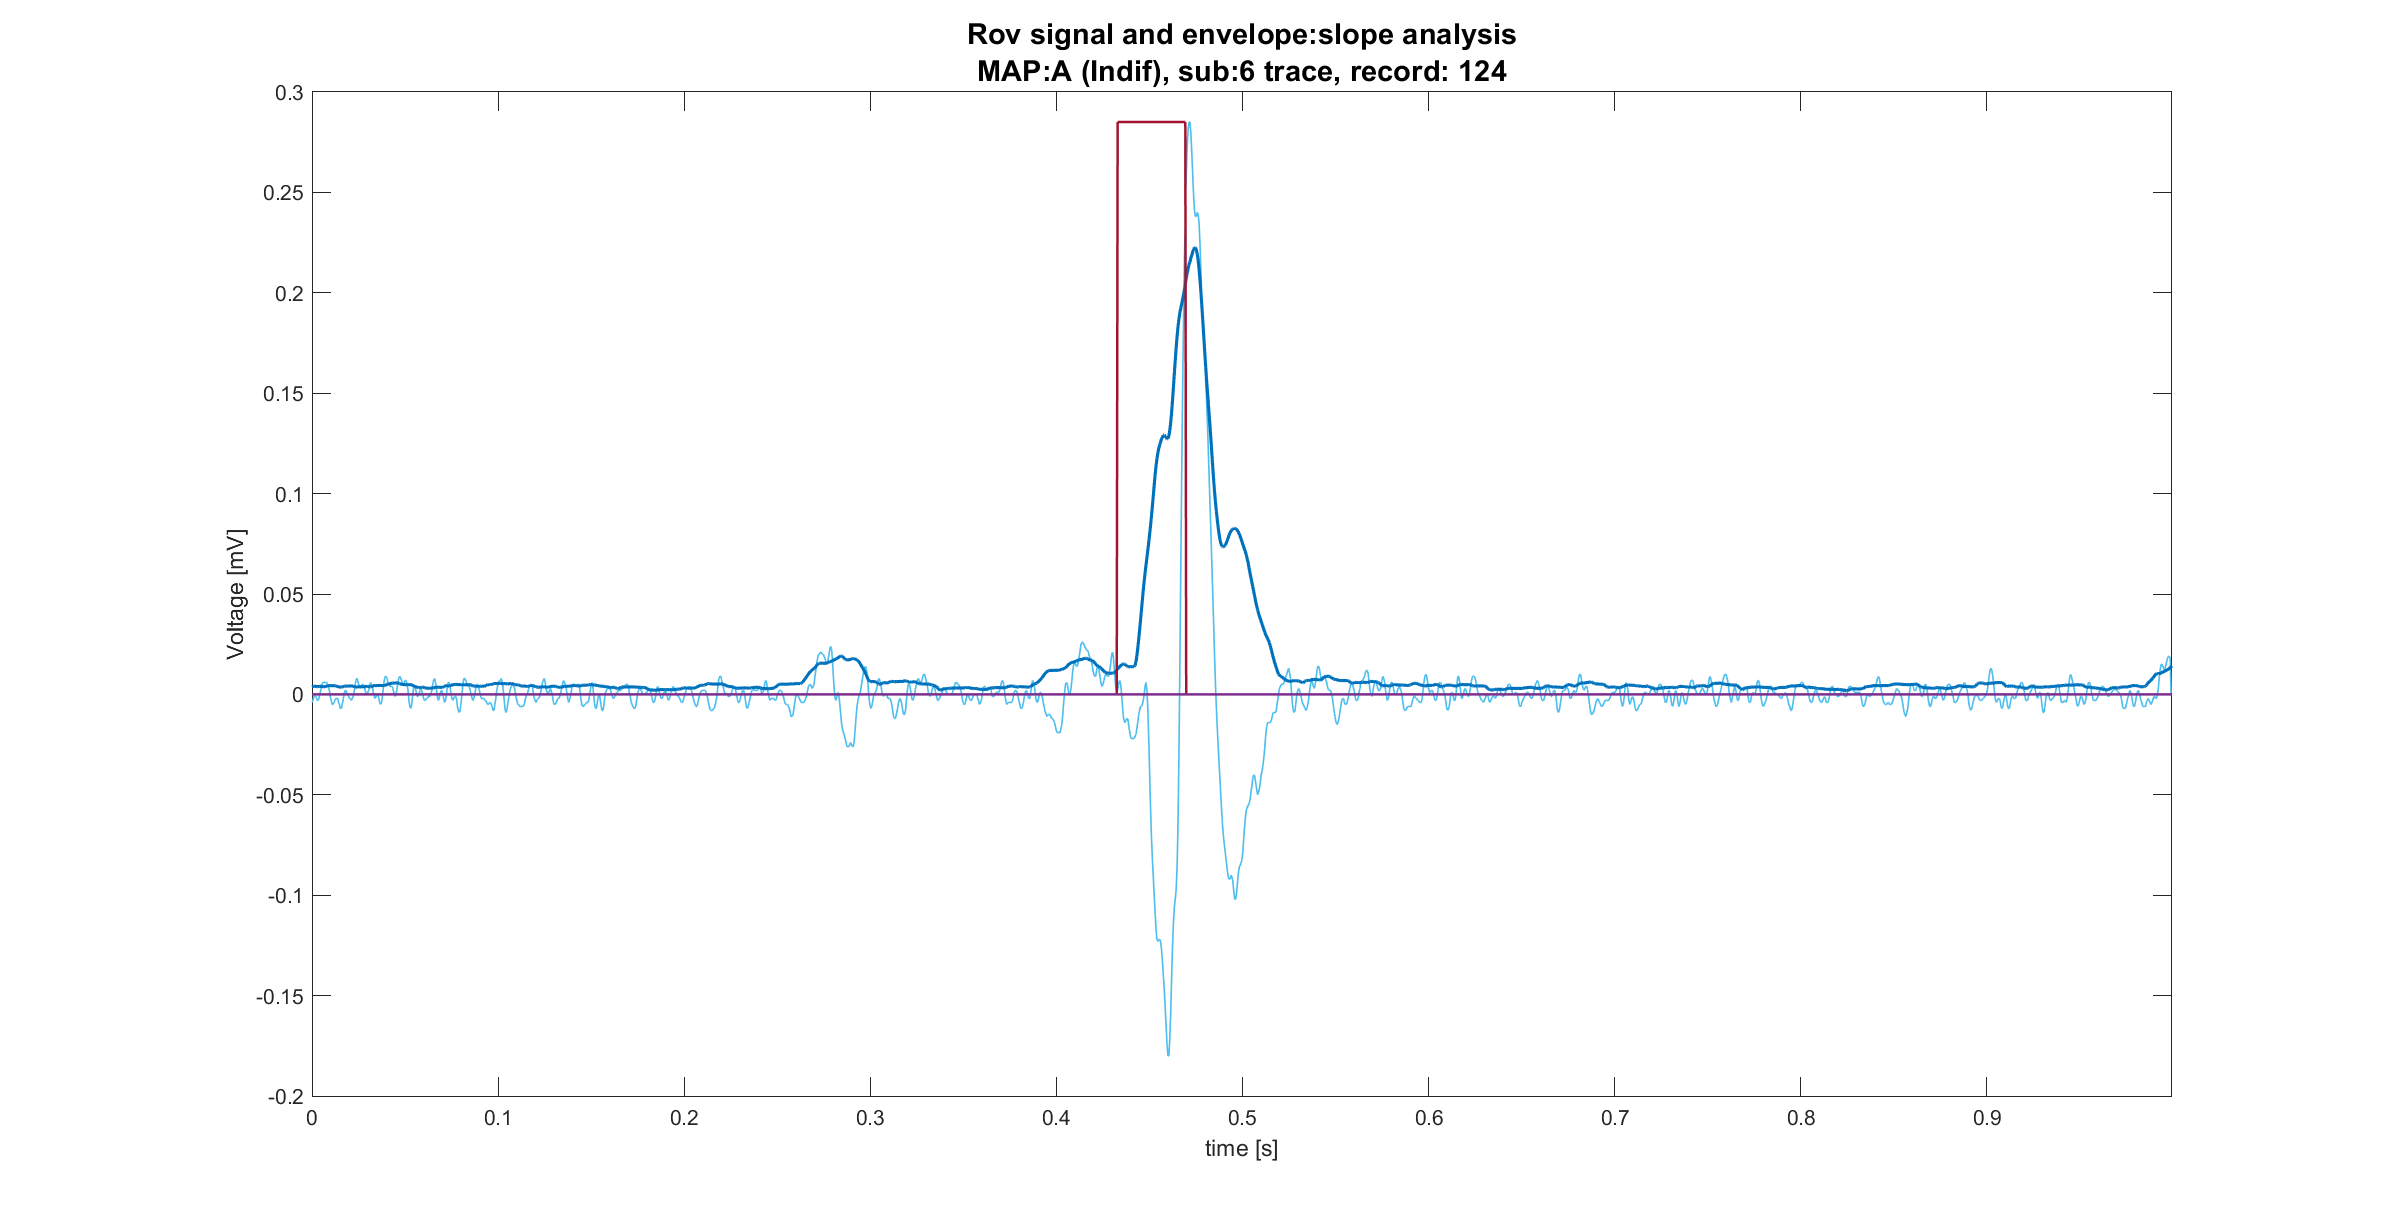 Rov signal and envelope:slope analysis
MAP:A (Indif), sub:6 trace, record: 124
0.3
0.25
0.2
0.15
0.1
0.05
0
-0.05
-0.1
-0.15
-0.2
Voltage [mV]
0 0.1 0.2 0.3 0.4 0.5 0.6 0.7 0.8 0.9
time [s]